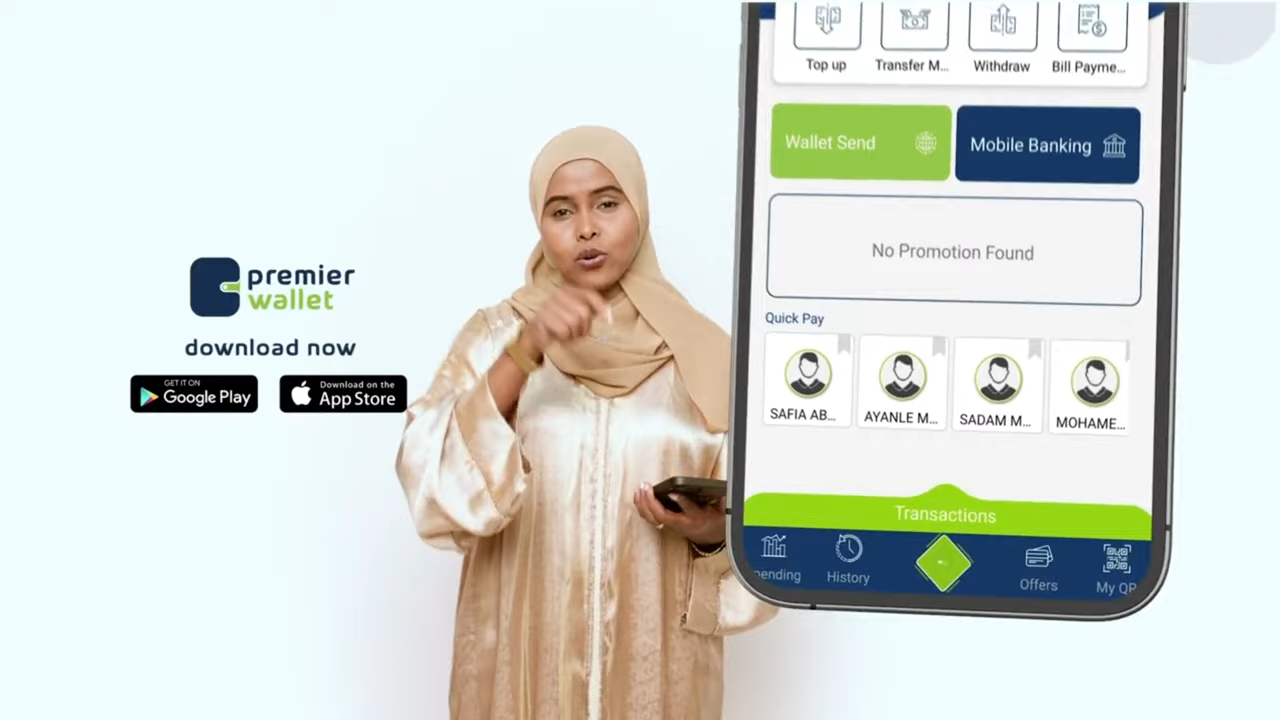 premier
wallet
download now
GET IT ON
Google Play
Download on the
App Store
Top up
Transfer M...
Withdraw
Bill Payme...
Wallet Send
Mobile Banking
No Promotion Found
Quick Pay
SAFIA AB...
AYANLE M...
SADAM M...
MOHAME...
Transactions
pending
History
Offers
My QR